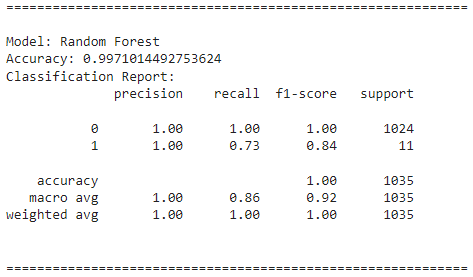 ==================================================================
Model: Random Forest
Accuracy: 0.9971014492753624
Classification Report:
              precision    recall  f1-score   support

           0       1.00      1.00      1.00      1024
           1       1.00      0.73      0.84        11

    accuracy                           1.00      1035
   macro avg       1.00      0.86      0.92      1035
weighted avg       1.00      1.00      1.00      1035

==================================================================